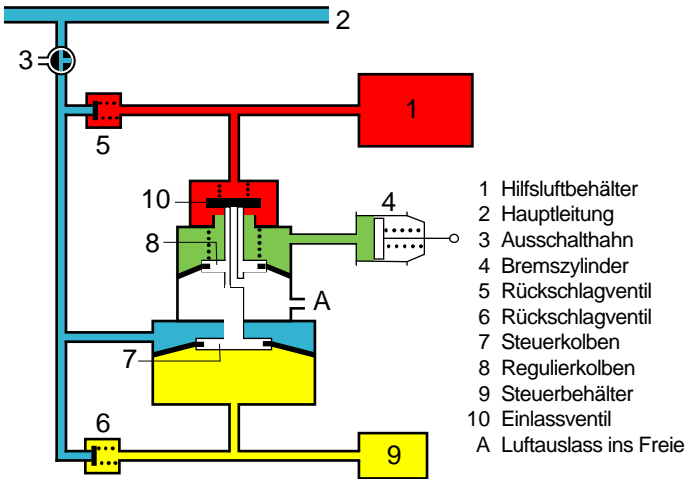 2
3
1
5
10
4
8
A
7
6
9
1 Hilfsluftbehälter
2 Hauptleitung
3 Ausschalthahn
4 Bremszylinder
5 Rückschlagventil
6 Rückschlagventil
7 Steuerkolben
8 Regulierkolben
9 Steuerbehälter
10 Einlassventil
A Luftauslass ins Freie